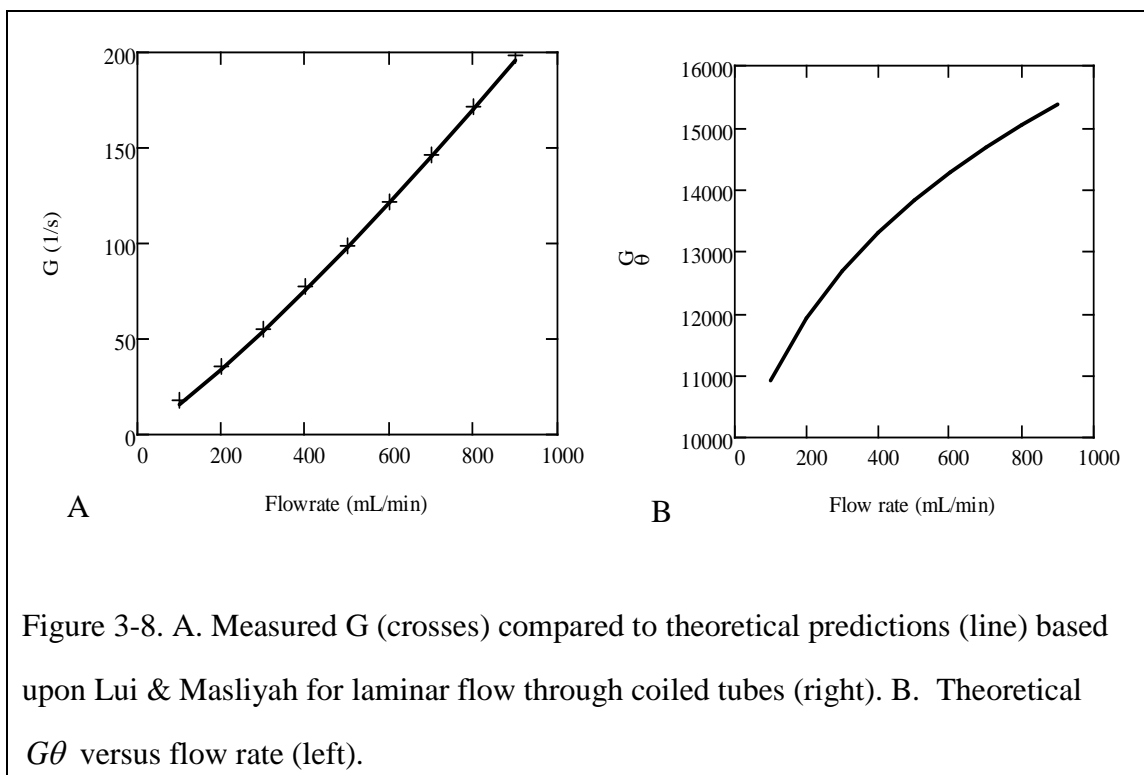 200
150
100
50
0
G (1/s)
0 200 400 600 800 1000
Flowrate (mL/min)
A
16000
15000
14000
13000
12000
11000
10000
G
θ
0 200 400 600 800 1000
Flow rate (mL/min)
B
Figure 3-8. A. Measured G (crosses) compared to theoretical predictions (line) based
upon Lui & Masliyah for laminar flow through coiled tubes (right). B. Theoretical
Gθ versus flow rate (left).